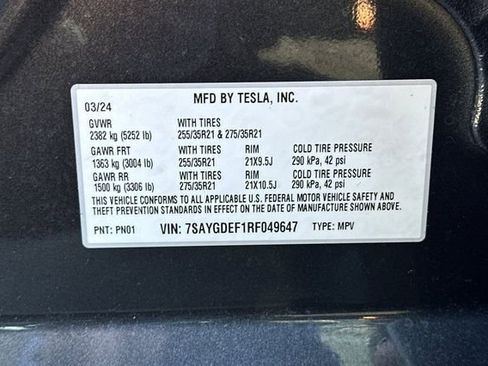 MFD BY TESLA, INC.
03/24
GVWR WITH TIRES
2382 kg (5252 lb) 255/35R21 & 275/35R21
GAWR FRT WITH TIRES RIM COLD TIRE PRESSURE
1363 kg (3004 lb) 255/35R21 21X9.5J 290 kPa, 42 psi
GAWR RR WITH TIRES RIM COLD TIRE PRESSURE
1500 kg (3306 lb) 275/35R21 21X10.5J 290 kPa, 42 psi
THIS VEHICLE CONFORMS TO ALL APPLICABLE U.S. FEDERAL MOTOR VEHICLE SAFETY AND
THEFT PREVENTION STANDARDS IN EFFECT ON THE DATE OF MANUFACTURE SHOWN ABOVE.
PNT: PN01 VIN: 7SAYGDEF1RF049647 TYPE: MPV